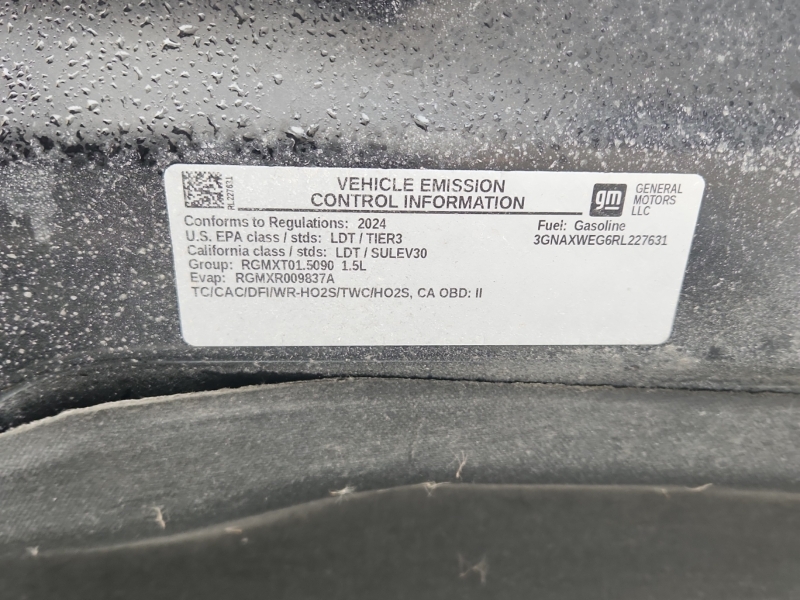 VEHICLE EMISSION
CONTROL INFORMATION
gm
GENERAL
MOTORS
LLC
RL227631
Conforms to Regulations: 2024
Fuel: Gasoline
U.S. EPA class / stds: LDT / TIER3
3GNAXWEG6RL227631
California class / stds: LDT / SULEV30
Group: RGMXT01.5090 1.5L
Evap: RGMXR009837A
TC/CAC/DFI/WR-HO2S/TWC/HO2S, CA OBD: II